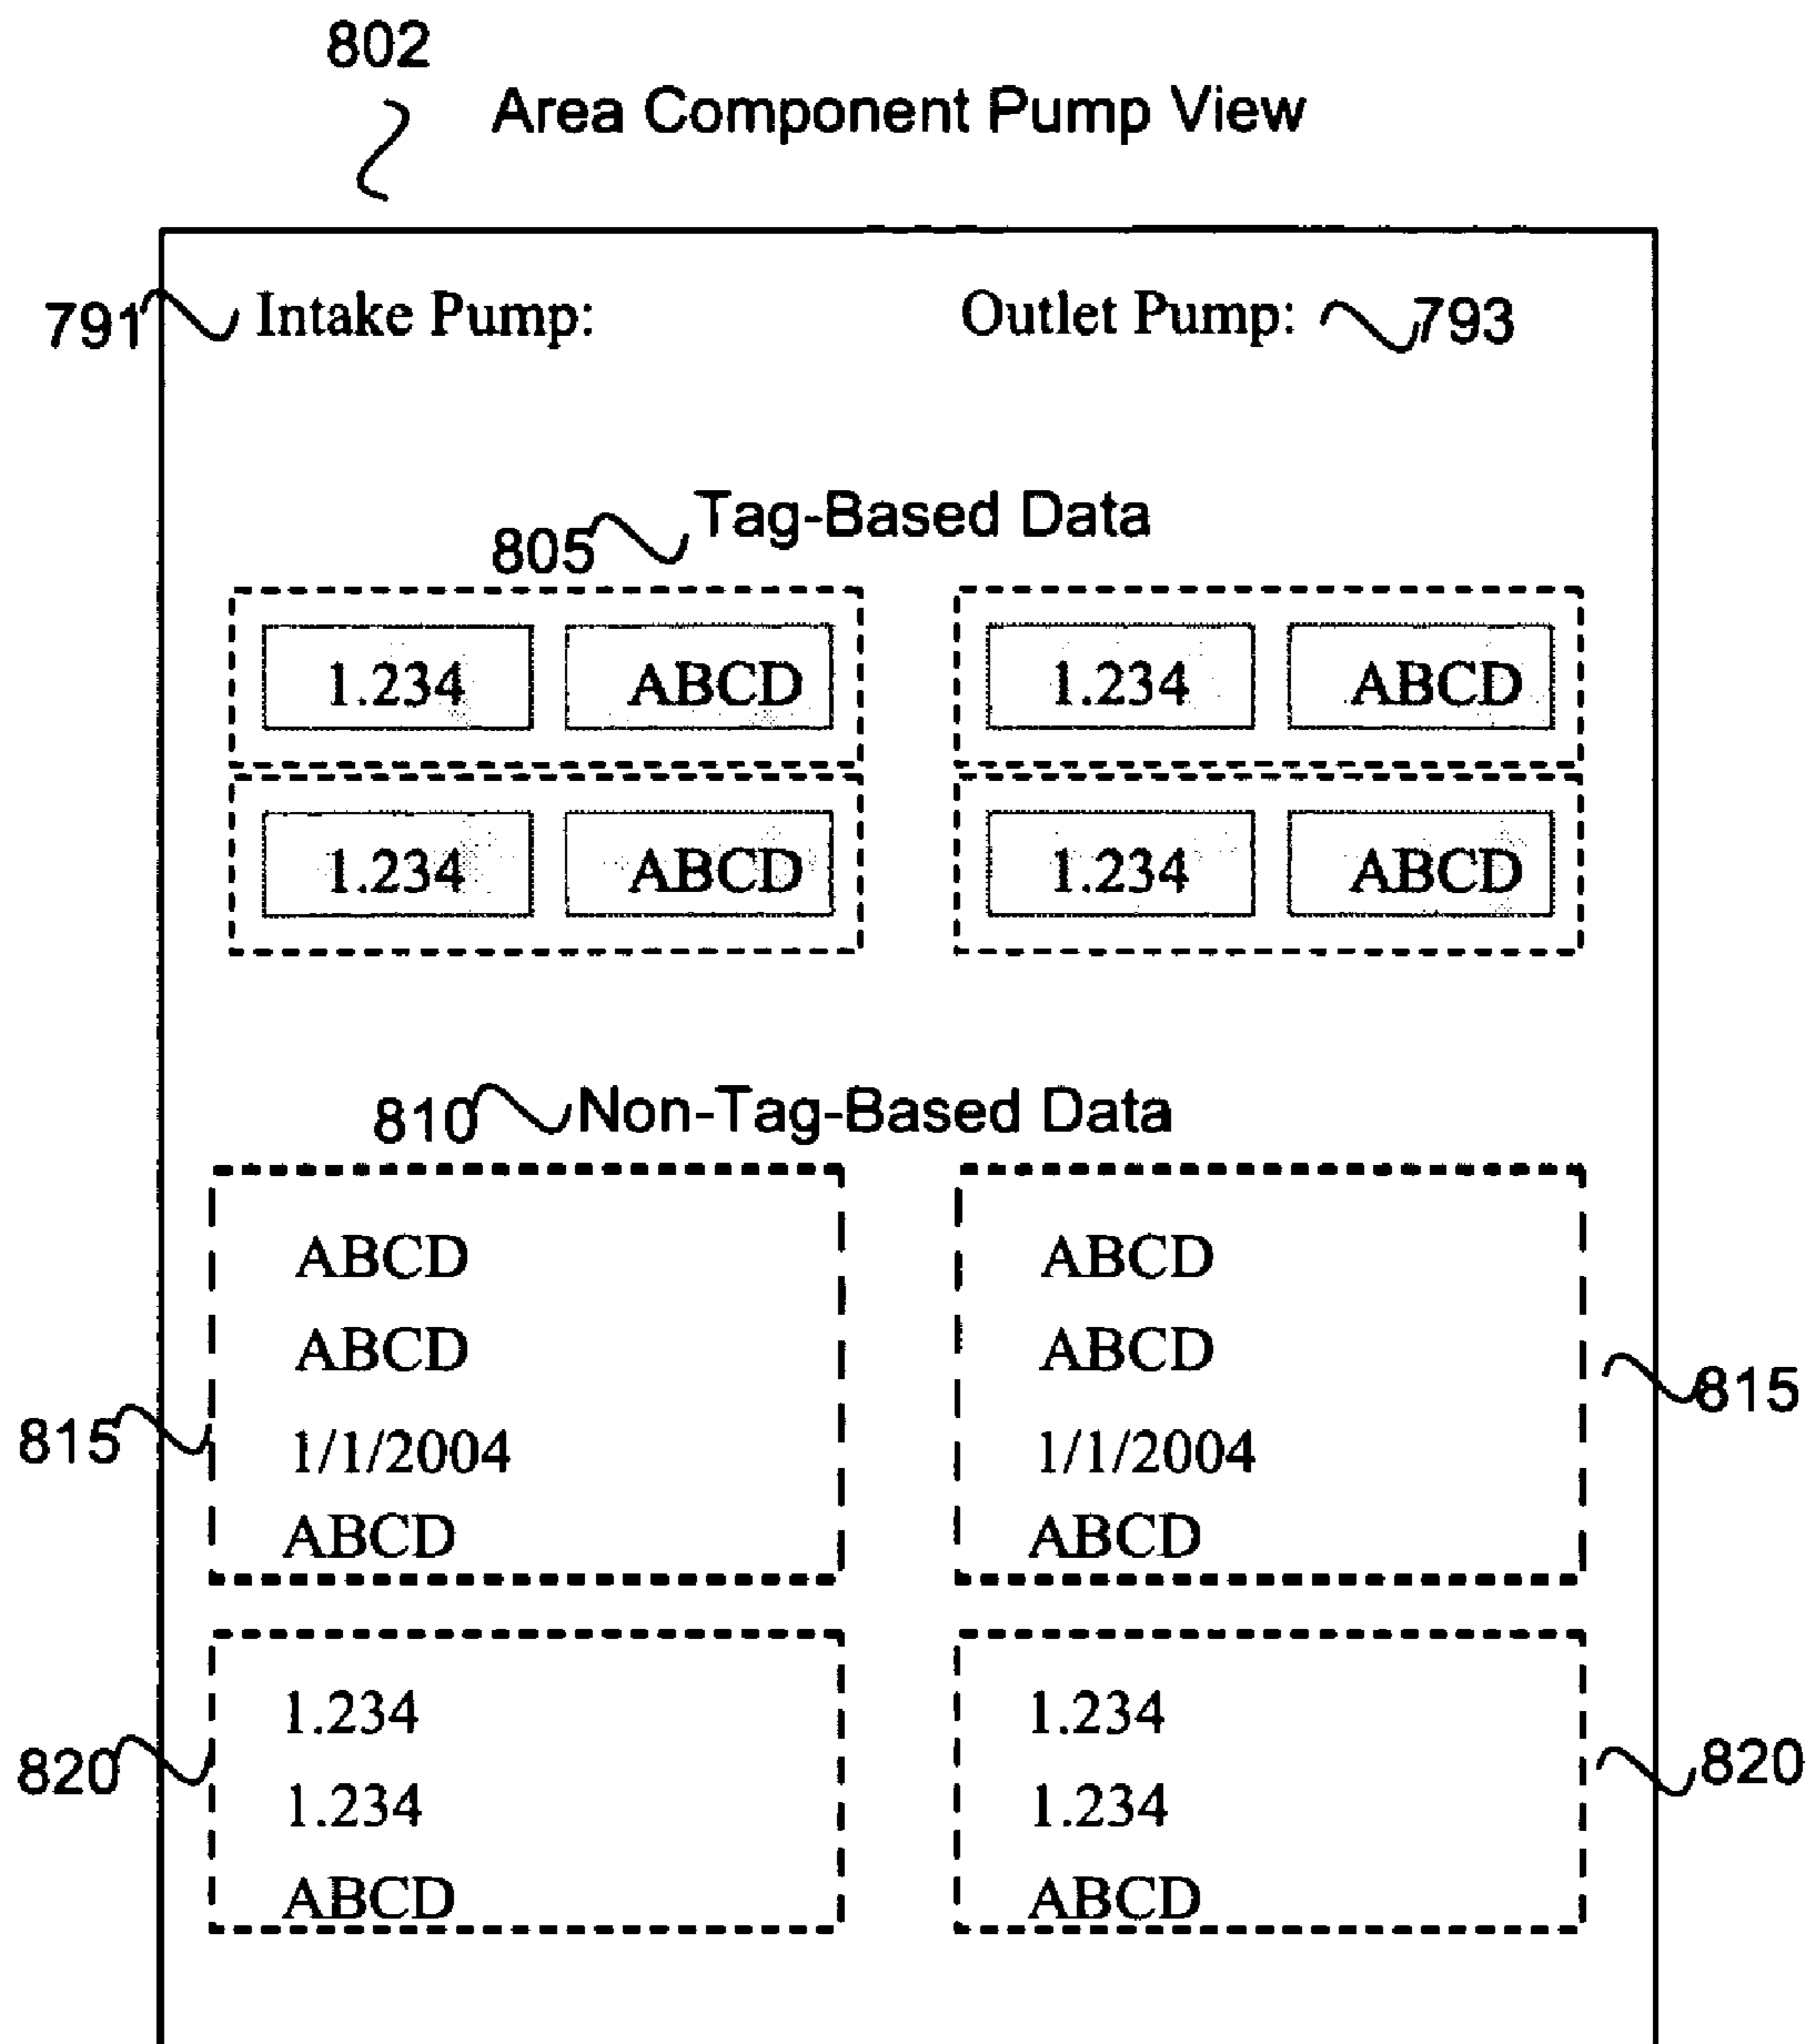 802
Area Component Pump View
791 Intake Pump: Outlet Pump: 793
Tag-Based Data
805
1.234 ABCD 1.234 ABCD
1.234 ABCD 1.234 ABCD
810 Non-Tag-Based Data
ABCD ABCD
ABCD ABCD
815
815 1/1/2004 1/1/2004
ABCD ABCD
1.234 1.234
820 820
1.234 1.234
ABCD ABCD